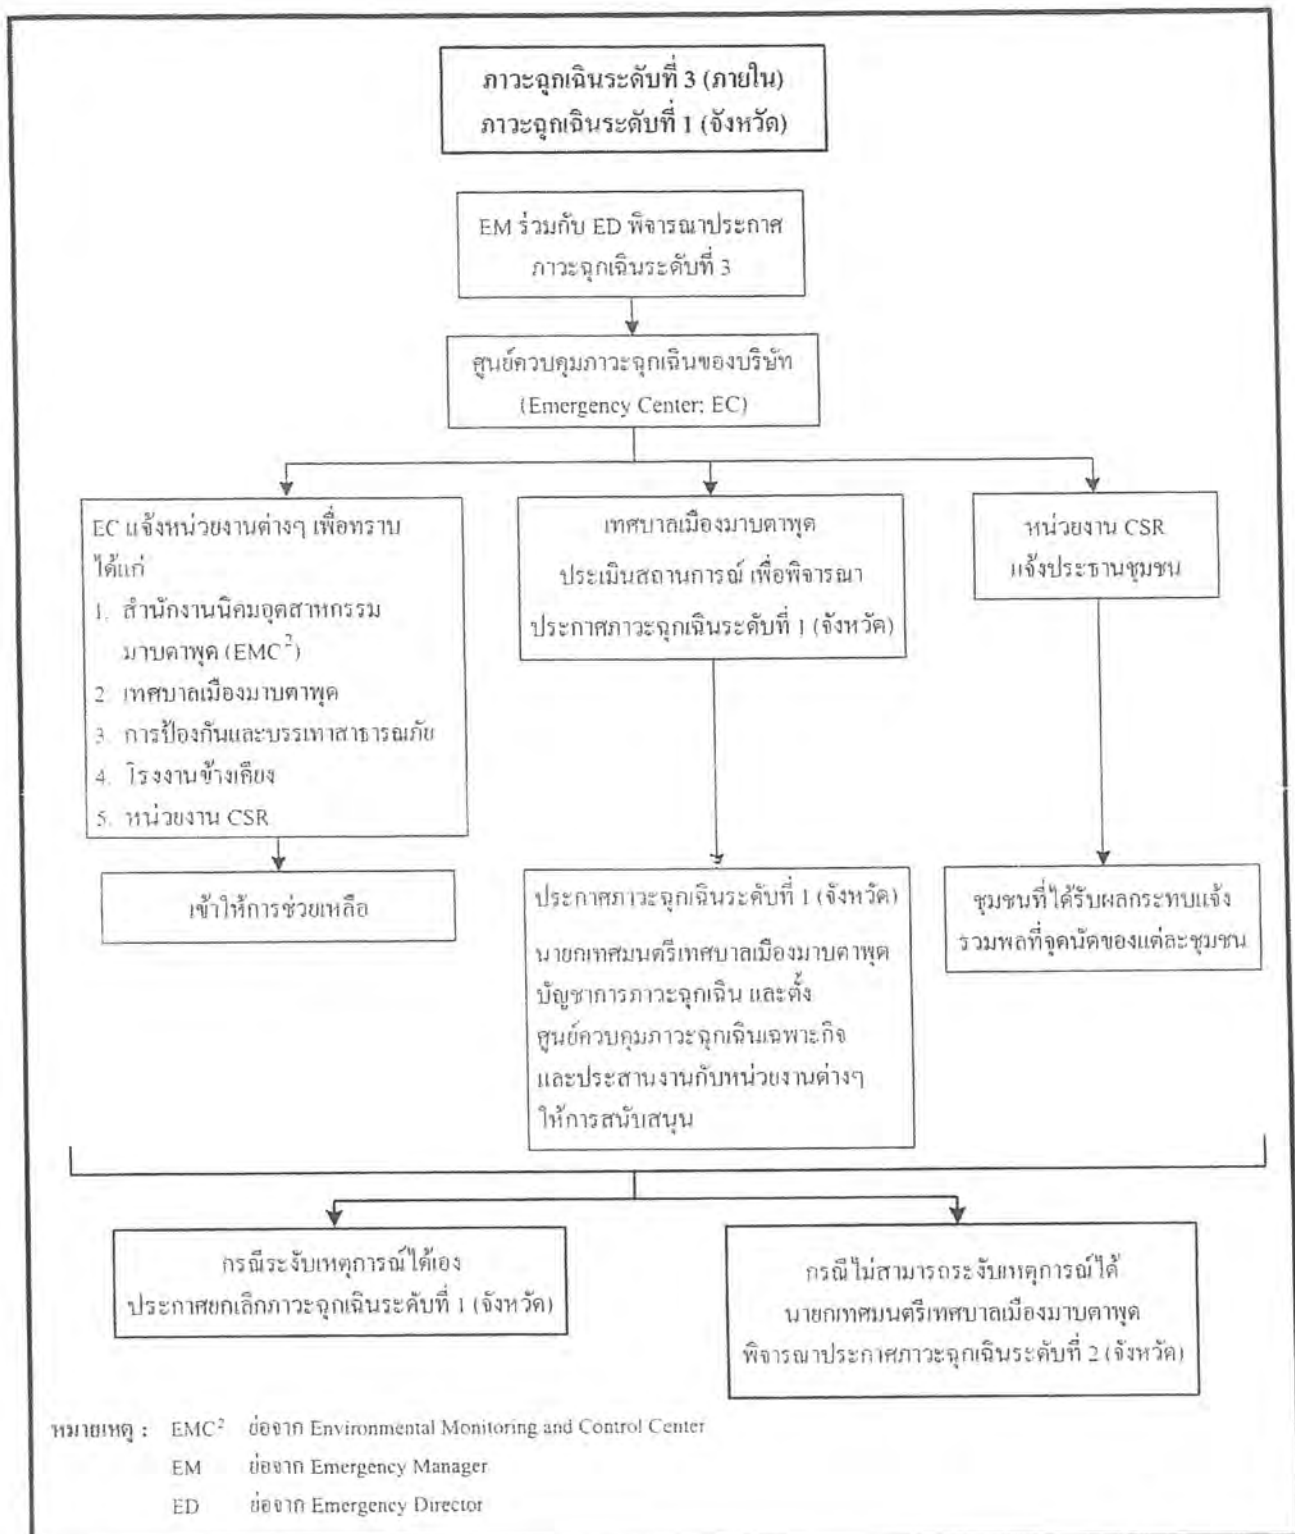 ภาวะฉุกเฉินระดับที่ 3 (ภายใน)
ภาวะฉุกเฉินระดับที่ 1 (จังหวัด)
EM ร่วมกับ ED พิจารณาประกาศ
ภาวะฉุกเฉินระดับที่ 3
ศูนย์ควบคุมภาวะฉุกเฉินของบริษัท
(Emergency Center: EC)
EC แจ้งหน่วยงานต่างๆ เพื่อทราบ
ได้แก่
1. สำนักงานนิคมอุตสาหกรรม
มาบตาพุด (EMC²)
2. เทศบาลเมืองมาบตาพุด
3. การป้องกันและบรรเทาสาธารณภัย
4. โรงงานข้างเคียง
5. หน่วยงาน CSR
เข้าให้การช่วยเหลือ
เทศบาลเมืองมาบตาพุด
ประเมินสถานการณ์ เพื่อพิจารณา
ประกาศภาวะฉุกเฉินระดับที่ 1 (จังหวัด)
ประกาศภาวะฉุกเฉินระดับที่ 1 (จังหวัด)
นายกเทศมนตรีเทศบาลเมืองมาบตาพุด
บัญชาการภาวะฉุกเฉิน และตั้ง
ศูนย์ควบคุมภาวะฉุกเฉินเฉพาะกิจ
และประสานงานกับหน่วยงานต่างๆ
ให้การสนับสนุน
หน่วยงาน CSR
แจ้งประธานชุมชน
ชุมชนที่ได้รับผลกระทบแจ้ง
รวมพลที่จุดนัดของแต่ละชุมชน
กรณีระงับเหตุการณ์ได้เอง
ประกาศยกเลิกภาวะฉุกเฉินระดับที่ 1 (จังหวัด)
กรณีไม่สามารถระงับเหตุการณ์ได้
นายกเทศมนตรีเทศบาลเมืองมาบตาพุด
พิจารณาประกาศภาวะฉุกเฉินระดับที่ 2 (จังหวัด)
หมายเหตุ : EMC² ย่อจาก Environmental Monitoring and Control Center
EM ย่อจาก Emergency Manager
ED ย่อจาก Emergency Director